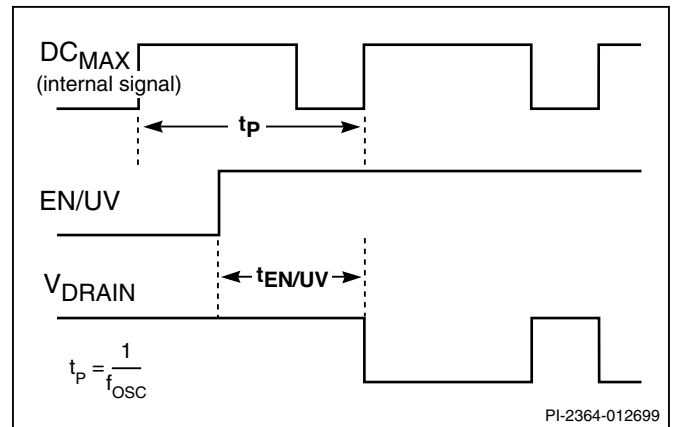 DCMAX
(internal signal)
tP
EN/UV
tEN/UV
VDRAIN
tP = 1/fOSC
PI-2364-012699